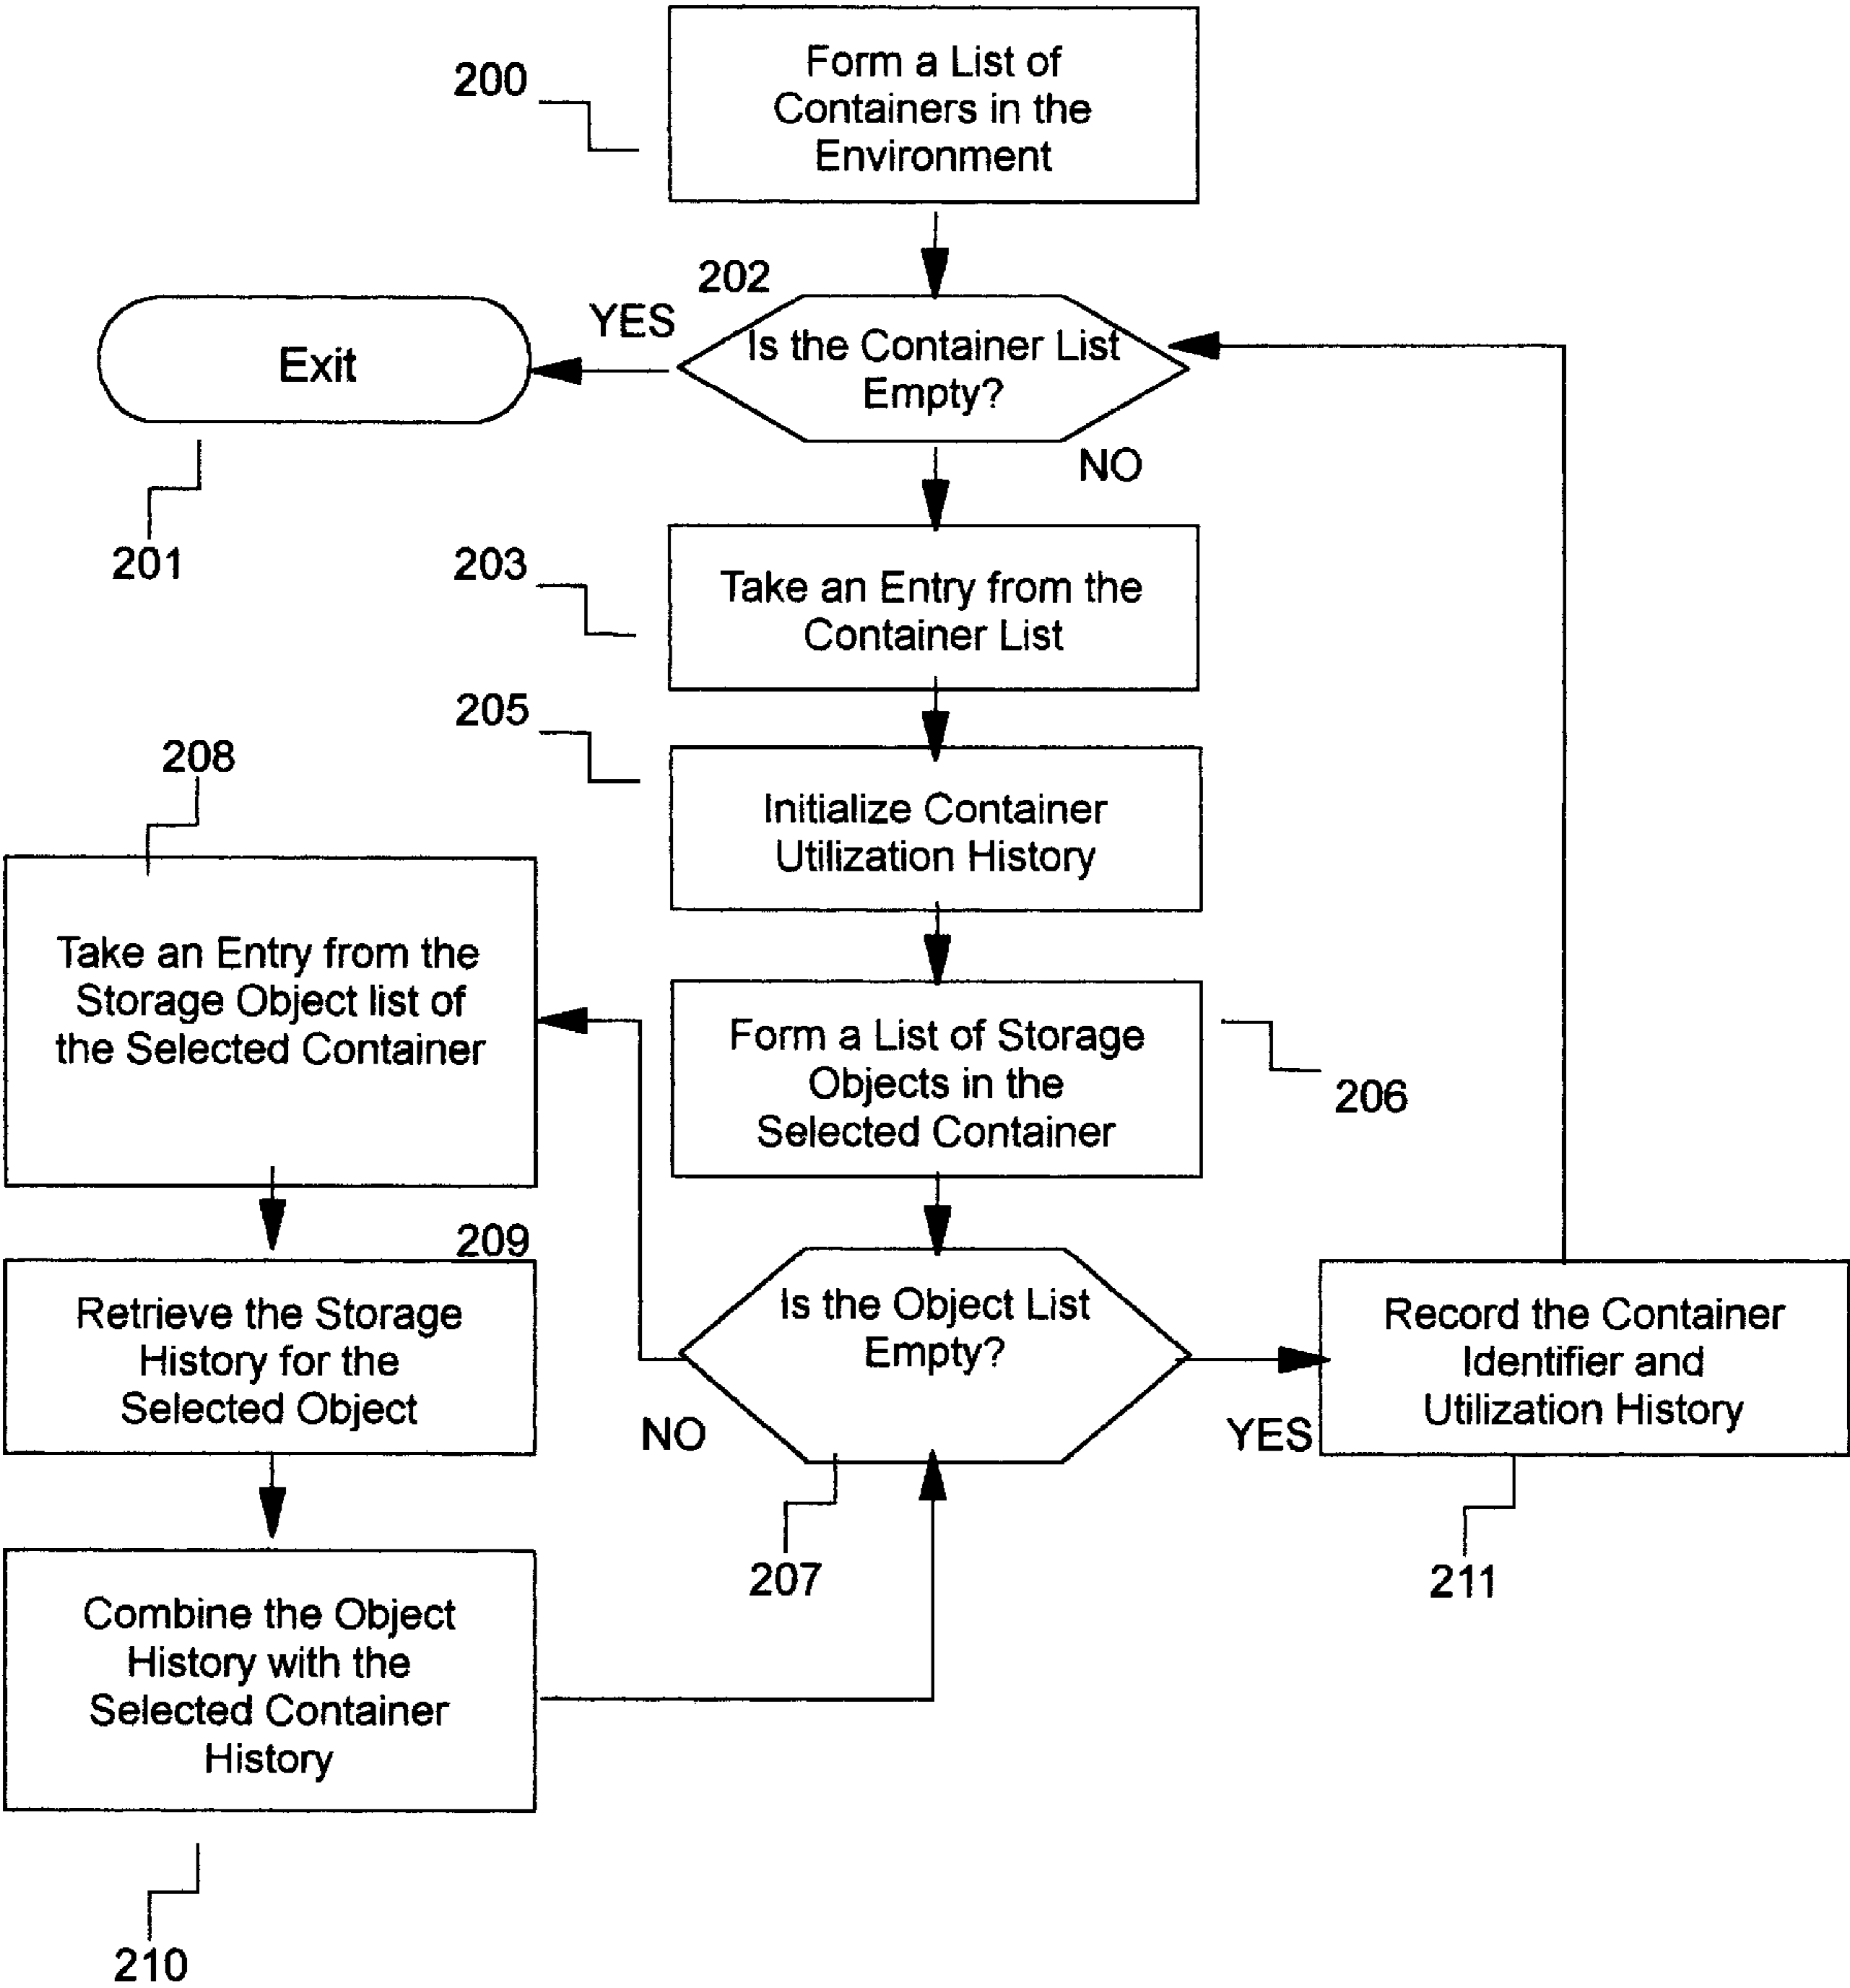 200
Form a List of
Containers in the
Environment
202
YES
Is the Container List
Empty?
Exit
NO
201
203
Take an Entry from the
Container List
205
Initialize Container
Utilization History
208
Take an Entry from the
Storage Object list of
the Selected Container
Form a List of Storage
Objects in the
Selected Container
206
209
Retrieve the Storage
History for the
Selected Object
Is the Object List
Empty?
NO
YES
Record the Container
Identifier and
Utilization History
207
211
Combine the Object
History with the
Selected Container
History
210